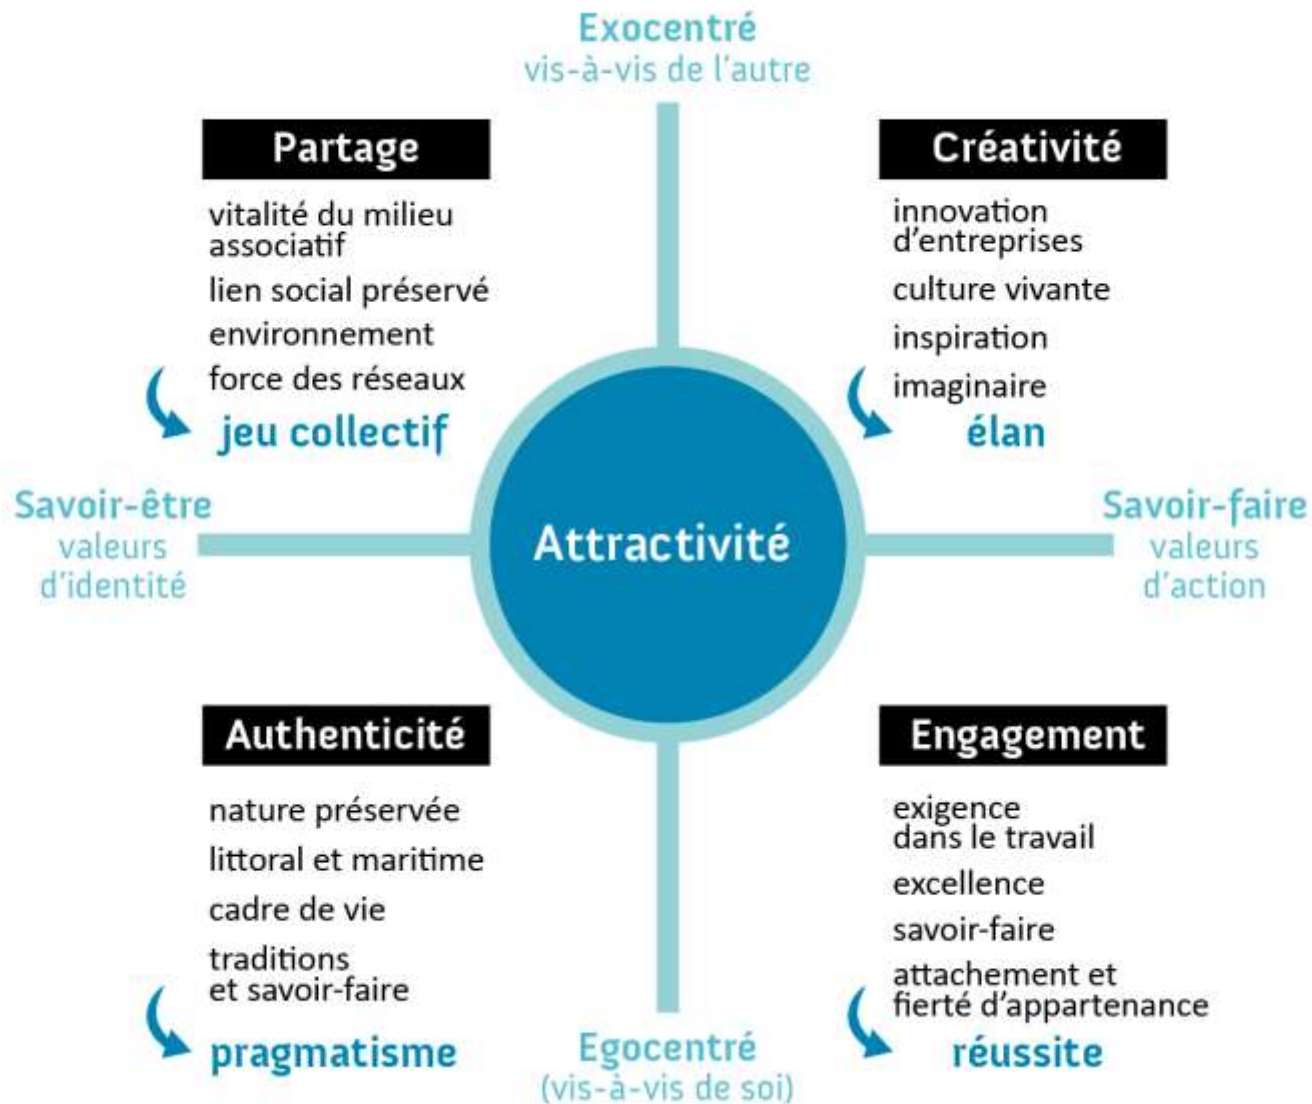 Exocentré
vis-à-vis de l'autre
Partage
vitalité du milieu
associatif
lien social préservé
environnement
force des réseaux
jeu collectif
Créativité
innovation
d'entreprises
culture vivante
inspiration
imaginaire
élan
Savoir-être
valeurs
d'identité
Attractivité
Savoir-faire
valeurs
d'action
Authenticité
nature préservée
littoral et maritime
cadre de vie
traditions
et savoir-faire
pragmatisme
Engagement
exigence
dans le travail
excellence
savoir-faire
attachement et
fierté d'appartenance
réussite
Egocentré
(vis-à-vis de soi)